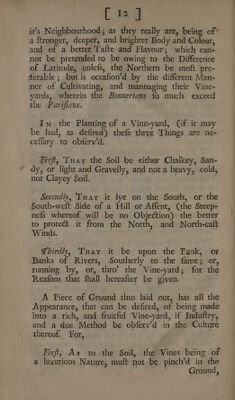 [ 12 ]
it's Neighbourhood; as they really are, being of
a ſtronger, deeper, and brighter Body and Colour,
and of a better Taſte and Flavour; which can-
not be pretended to be owing to the Difference
of Latitude, unleſs, the Northern be moſt pre-
ferable; but is occaſion'd by the different Man-
ner of Cultivating, and mannaging their Vine-
yards, wherein the so much exceed
the Pariſians.
IN the Planting of a Vine-yard, (if it may
be had, as deſired) theſe three Things are ne-
ceſſary to obſerv'd.
Firſt, THAT the Soil be either Chalkey, San-
dy, or light and Gravelly, and not a heavy, cold,
nor Clayey Soil.
Secondly, THAT it lye on the South, or the
South-weſt Side of a Hill or Aſſent, (the Steep-
neſs whereof will be no Objection) the better
to protect it from the North, and North-eaſt
Winds.
Thirdly, THAT it be upon the Bank, or
Banks of Rivers, Southerly to the ſame; or,
running by, or, thro' the Vine-yard; for the
Reaſons that ſhall hereafter be given.
A Piece of Ground thus laid out, has all the
Appearance, that can be deſired, of being made
into a rich, and fruitful Vine-yard, if Induſtry,
and a due Method be obſerv'd in the Culture
thereof. For,
Firſt, As to the Soil, the Vines being of
a luxurious Nature, muſt not be pinch'd in the
Ground,